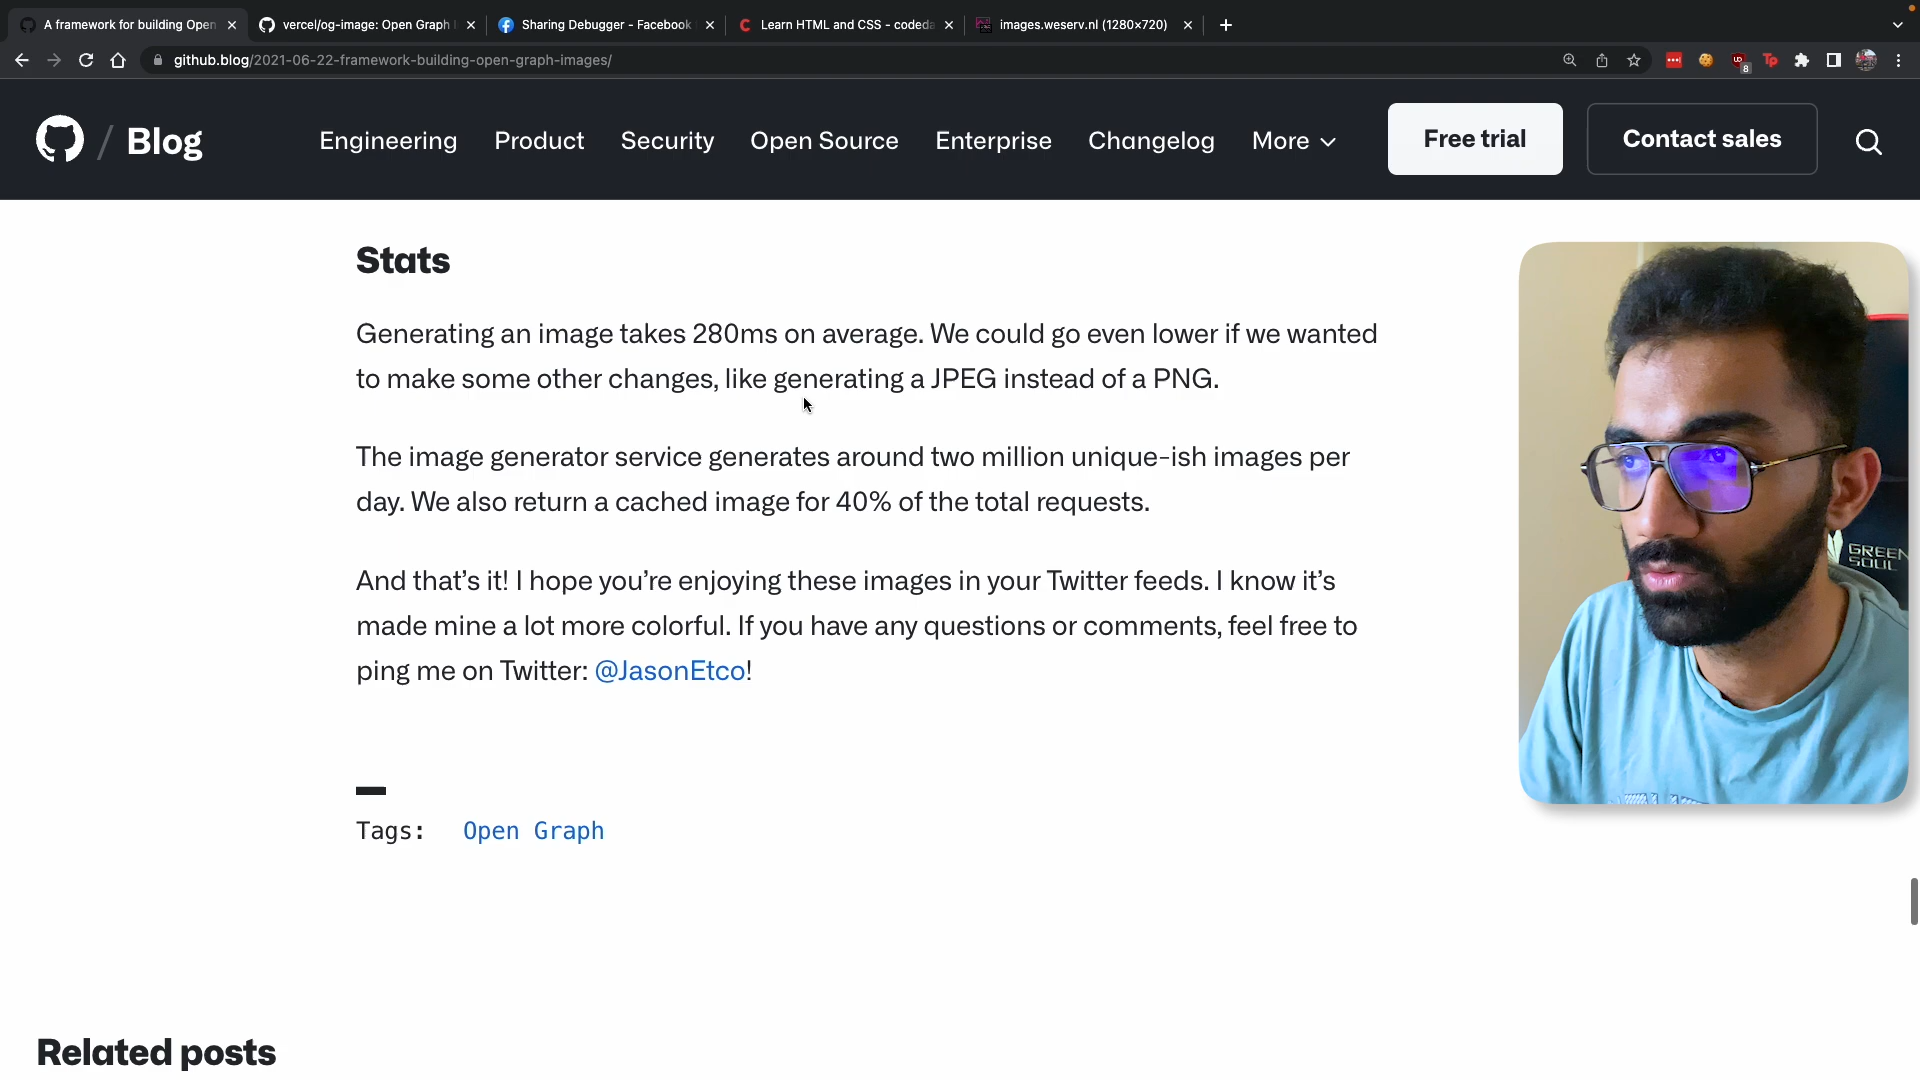 A framework for building Open
vercel/og-image: Open Graph
Sharing Debugger - Facebook
Learn HTML and CSS - coded
images.weserv.nl (1280×720)
github.blog/2021-06-22-framework-building-open-graph-images/
UD
8
Tp
/ Blog
Engineering
Product
Security
Open Source
Enterprise
Changelog
More
Free trial
Contact sales
Stats
Generating an image takes 280ms on average. We could go even lower if we wanted
to make some other changes, like generating a JPEG instead of a PNG.
The image generator service generates around two million unique-ish images per
day. We also return a cached image for 40% of the total requests.
And that’s it! I hope you’re enjoying these images in your Twitter feeds. I know it’s
made mine a lot more colorful. If you have any questions or comments, feel free to
ping me on Twitter: @JasonEtco!
GREEN
SOUL
Tags: Open Graph
Related posts